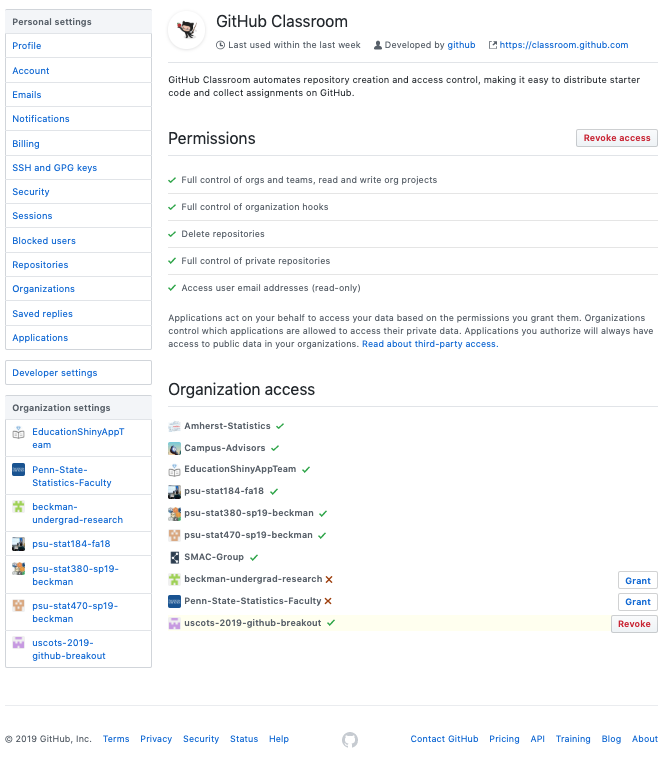 Personal settings
Profile
Account
Emails
Notifications
Billing
SSH and GPG keys
Security
Sessions
Blocked users
Repositories
Organizations
Saved replies
Applications
Developer settings
Organization settings
EducationShinyAppT
eam
Penn-State-
Statistics-Faculty
beckman-
undergrad-research
psu-stat184-fa18
psu-stat380-sp19-
beckman
psu-stat470-sp19-
beckman
uscots-2019-
github-breakout
GitHub Classroom
Last used within the last week Developed by github https://classroom.github.com
GitHub Classroom automates repository creation and access control, making it easy to distribute starter
code and collect assignments on GitHub.
Permissions Revoke access
Full control of orgs and teams, read and write org projects
Full control of organization hooks
Delete repositories
Full control of private repositories
Access user email addresses (read-only)
Applications act on your behalf to access your data based on the permissions you grant them. Organizations
control which applications are allowed to access their private data. Applications you authorize will always have
access to public data in your organizations. Read about third-party access.
Organization access
Amherst-Statistics
Campus-Advisors
EducationShinyAppTeam
psu-stat184-fa18
psu-stat380-sp19-beckman
psu-stat470-sp19-beckman
SMAC-Group
beckman-undergrad-research Grant
Penn-State-Statistics-Faculty Grant
uscots-2019-github-breakout Revoke
© 2019 GitHub, Inc. Terms Privacy Security Status Help Contact GitHub Pricing API Training Blog About